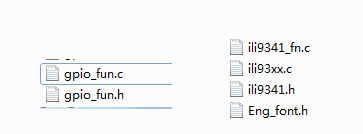 gpio_fun.c
gpio_fun.h
ili9341_fn.c
ili93xx.c
ili9341.h
Eng_font.h